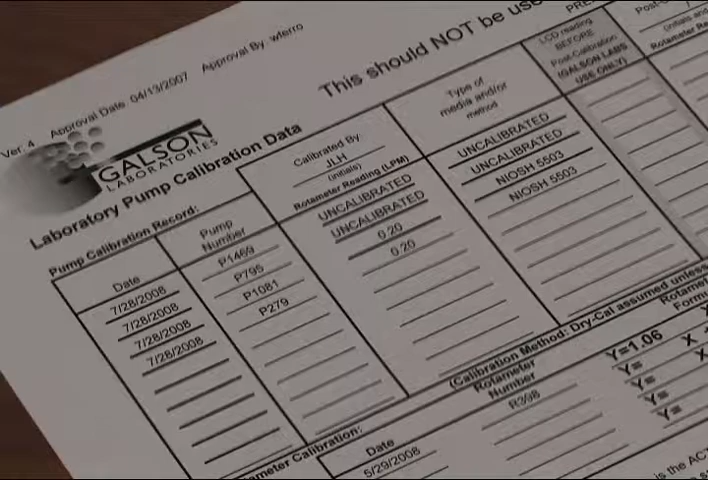 Ver. 4 Approval Date 04/13/2007 Approval By: wferro
This should NOT be use
GALSON
LABORATORIES
Laboratory Pump Calibration Data
Pump Calibration Record:
Date
Pump Number
Calibrated By
JLH
(initials)
Rotameter Reading (LPM)
Type of media and/or method
LCD reading
BEFORE
Post-Calibration
(GALSON LABS
USE ONLY)
7/28/2008 P1469 UNCALIBRATED UNCALIBRATED
7/28/2008 P795 UNCALIBRATED UNCALIBRATED
7/28/2008 P1081 0.20 NIOSH 5503
7/28/2008 P279 0.20 NIOSH 5503
(Calibration Method: Dry-Cal assumed unless
Date
Rotameter
Number
5/29/2008 R398
Y=1.06 X
Y= X
Y=
Y=
is the